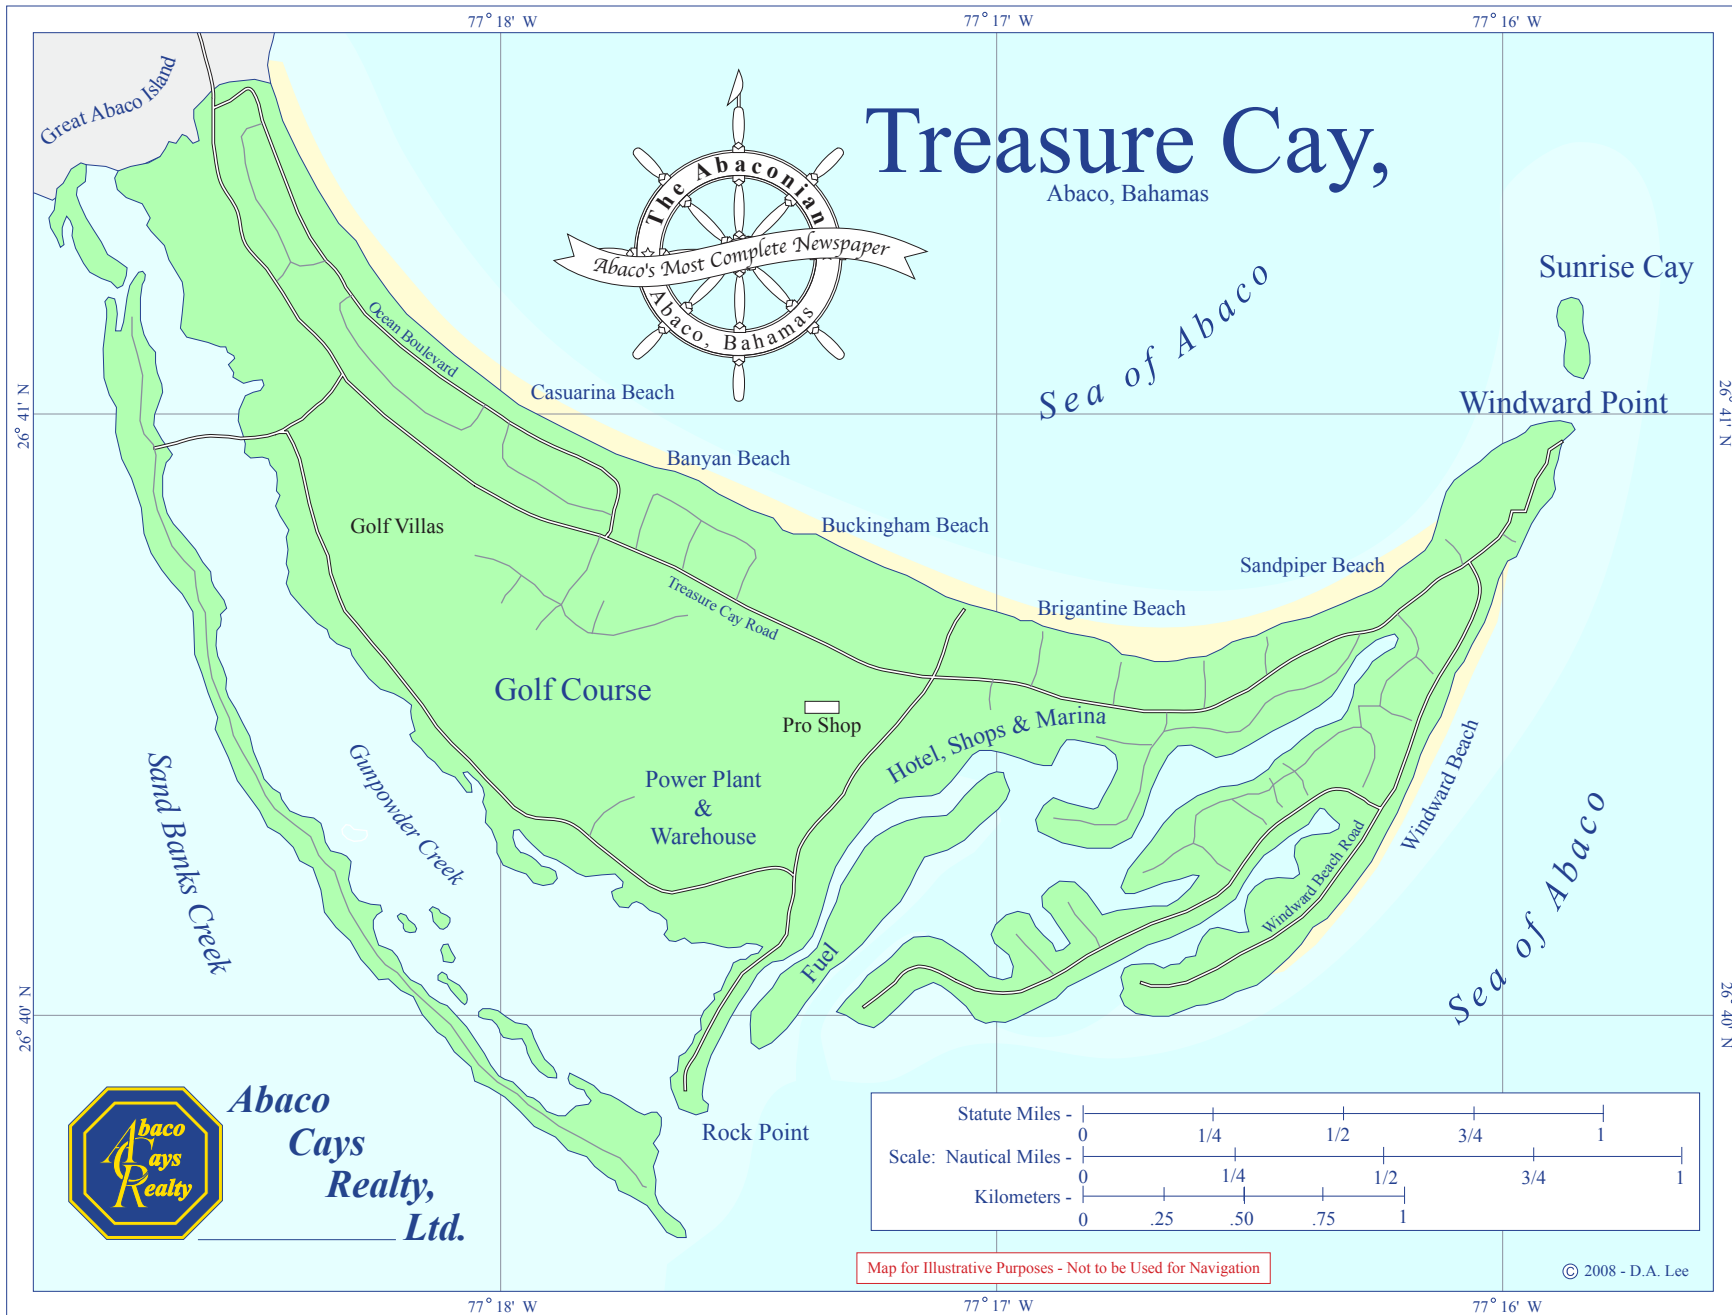 77° 18' W
77° 17' W
77° 16' W
Great Abaco Island
Treasure Cay,
Abaco, Bahamas
The Abaconian
Abaco's Most Complete Newspaper
Abaco, Bahamas
Sunrise Cay
Sea of Abaco
Ocean Boulevard
Casuarina Beach
Windward Point
26° 41' N
26° 41' N
Banyan Beach
Golf Villas
Buckingham Beach
Sandpiper Beach
Treasure Cay Road
Brigantine Beach
Golf Course
Pro Shop
Hotel, Shops & Marina
Power Plant
&
Warehouse
Sand Banks Creek
Gunpowder Creek
Windward Beach
Windward Beach Road
Sea of Abaco
Fuel
26° 40' N
26° 40' N
Rock Point
Abaco
Cays
Realty
Abaco
Cays
Realty,
Ltd.
Statute Miles -
0 1/4 1/2 3/4 1
Scale: Nautical Miles -
0 1/4 1/2 3/4 1
Kilometers -
0 .25 .50 .75 1
Map for Illustrative Purposes - Not to be Used for Navigation
© 2008 - D.A. Lee
77° 18' W
77° 17' W
77° 16' W